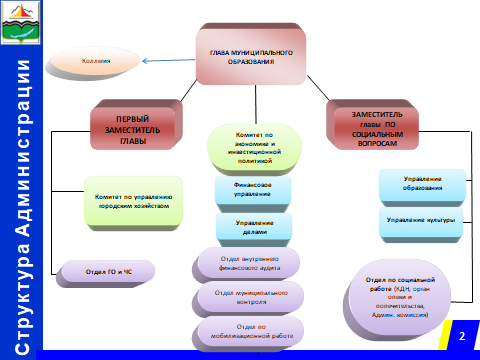 Структура Администрации
ГЛАВА МУНИЦИПАЛЬНОГО
ОБРАЗОВАНИЯ
Коллегия
ПЕРВЫЙ
ЗАМЕСТИТЕЛЬ
ГЛАВЫ
Комитет по
экономике и
инвестиционной
политикой
ЗАМЕСТИТЕЛЬ
главы ПО
СОЦИАЛЬНЫМ
ВОПРОСАМ
Комитет по управлению
городским хозяйством
Финансовое
управление
Управление
образования
Управление
делами
Управление культуры
Отдел ГО и ЧС
Отдел внутреннего
финансового аудита
Отдел муниципального
контроля
Отдел по
мобилизационной работе
Отдел по социальной
работе (КДН, орган
опеки и
попечительства,
Админ. комиссия)
2